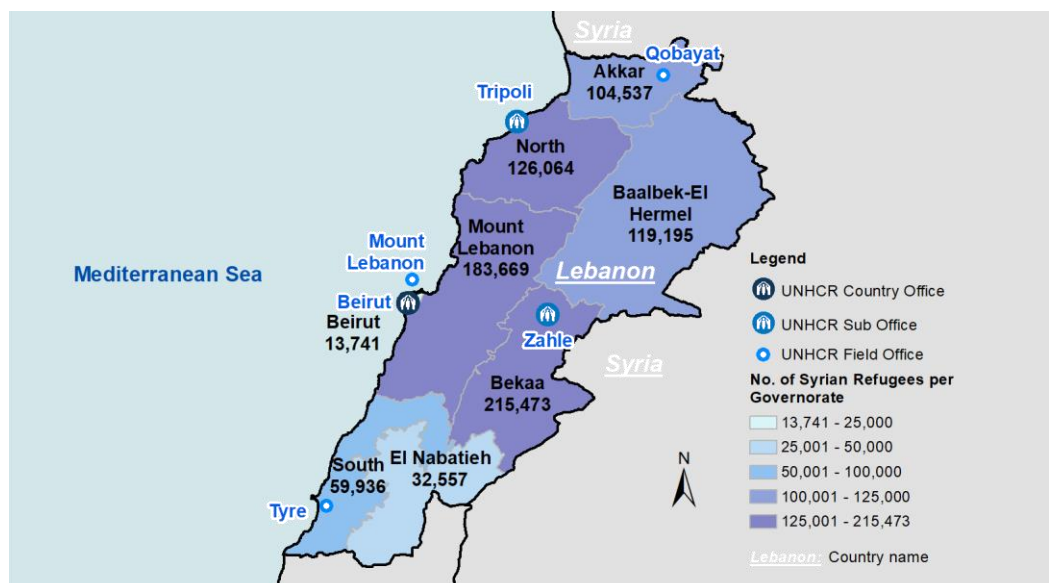 Syria
Qobayat
Akkar
104,537
Tripoli
North
126,064
Baalbek-El
Hermel
119,195
Mount
Lebanon
183,669
Mount
Lebanon
Mediterranean Sea
Lebanon
Beirut
Beirut
13,741
Zahle
Syria
Bekaa
215,473
South
59,936
El Nabatieh
32,557
Tyre
N
Legend
UNHCR Country Office
UNHCR Sub Office
UNHCR Field Office
No. of Syrian Refugees per
Governorate
13,741 - 25,000
25,001 - 50,000
50,001 - 100,000
100,001 - 125,000
125,001 - 215,473
Lebanon: Country name